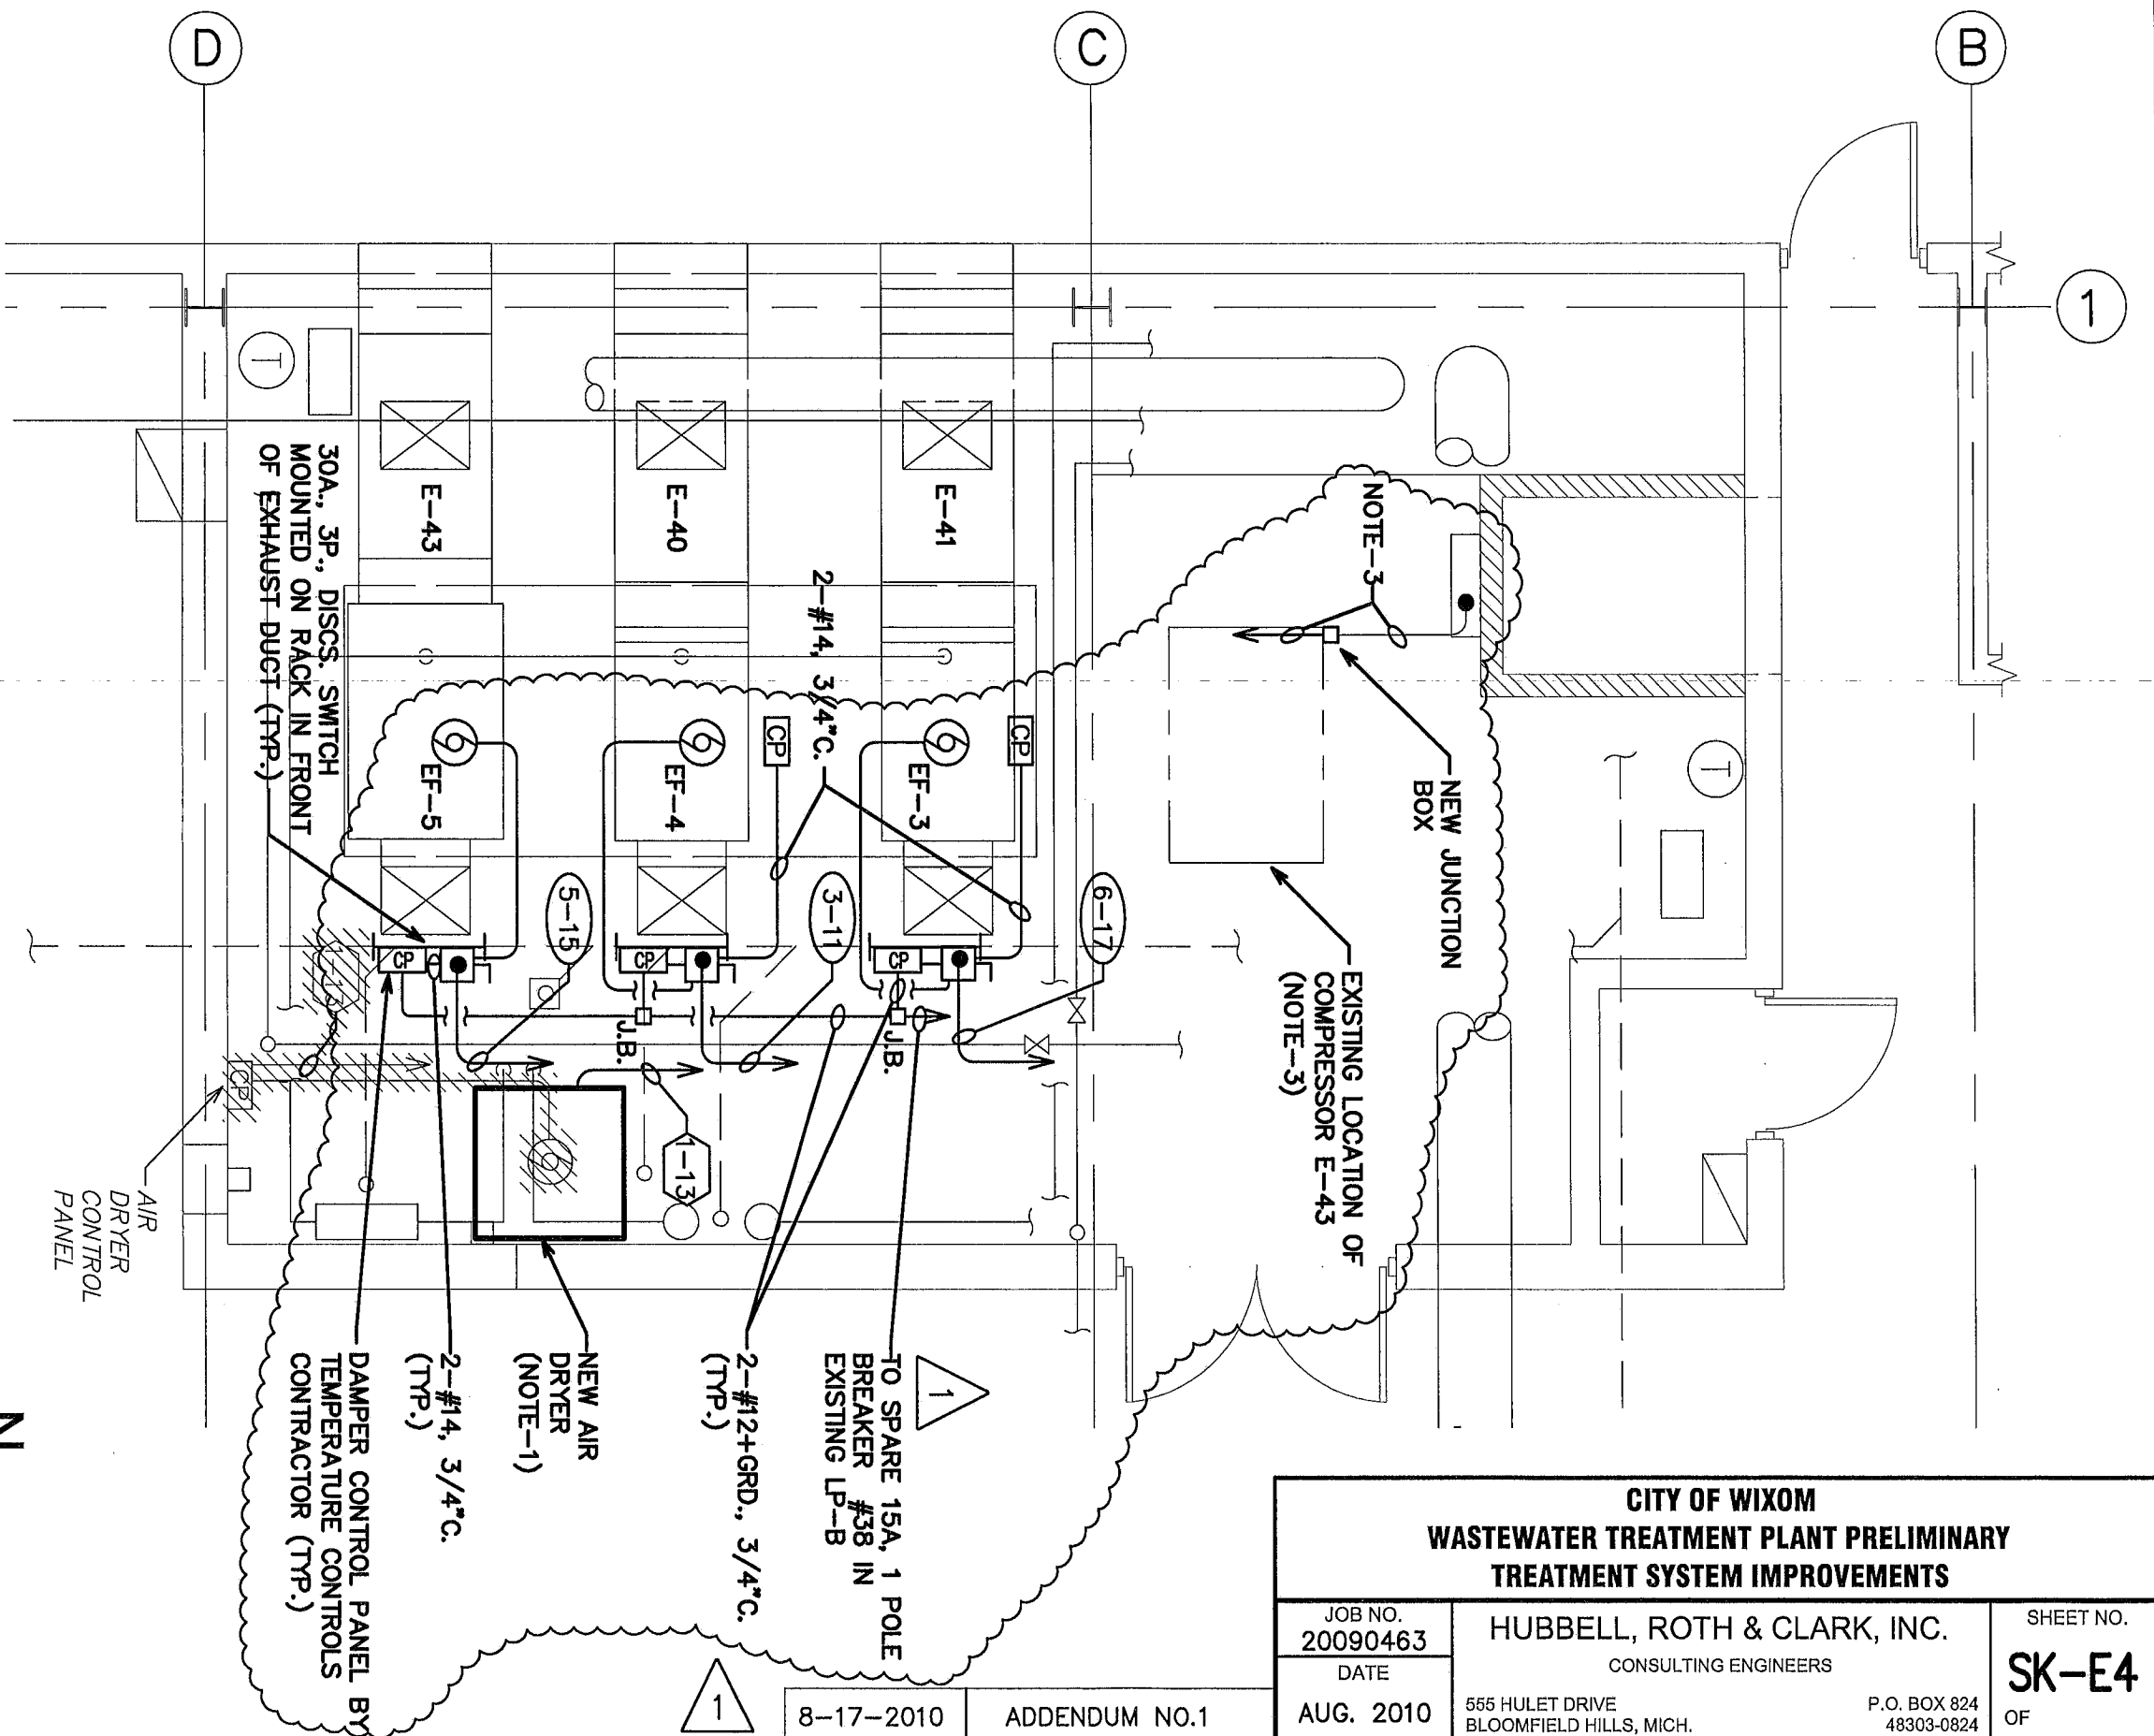 D
C
B
1
T
30A., 3P., DISCS. SWITCH
MOUNTED ON RACK IN FRONT
OF EXHAUST DUCT (TYP.)
E-43
E-40
E-41
2-#14, 3/4"C.
NOTE-3
NEW JUNCTION
BOX
T
EXISTING LOCATION OF
COMPRESSOR E-43
(NOTE-3)
EF-5
EF-4
EF-3
CP
CP
5-15
3-11
6-17
CP
CP
CP
J.B.
J.B.
1-13
CP
AIR
DRYER
CONTROL
PANEL
DAMPER CONTROL PANEL BY
TEMPERATURE CONTROLS
CONTRACTOR (TYP.)
2-#14, 3/4"C.
(TYP.)
NEW AIR
DRYER
(NOTE-1)
2-#12+GRD., 3/4"C.
(TYP.)
TO SPARE 15A, 1 POLE
BREAKER #38 IN
EXISTING LP-B
1
N
1
8-17-2010
ADDENDUM NO.1
CITY OF WIXOM
WASTEWATER TREATMENT PLANT PRELIMINARY
TREATMENT SYSTEM IMPROVEMENTS
JOB NO.
20090463
DATE
AUG. 2010
HUBBELL, ROTH & CLARK, INC.
CONSULTING ENGINEERS
555 HULET DRIVE
BLOOMFIELD HILLS, MICH.
P.O. BOX 824
48303-0824
SHEET NO.
SK-E4
OF